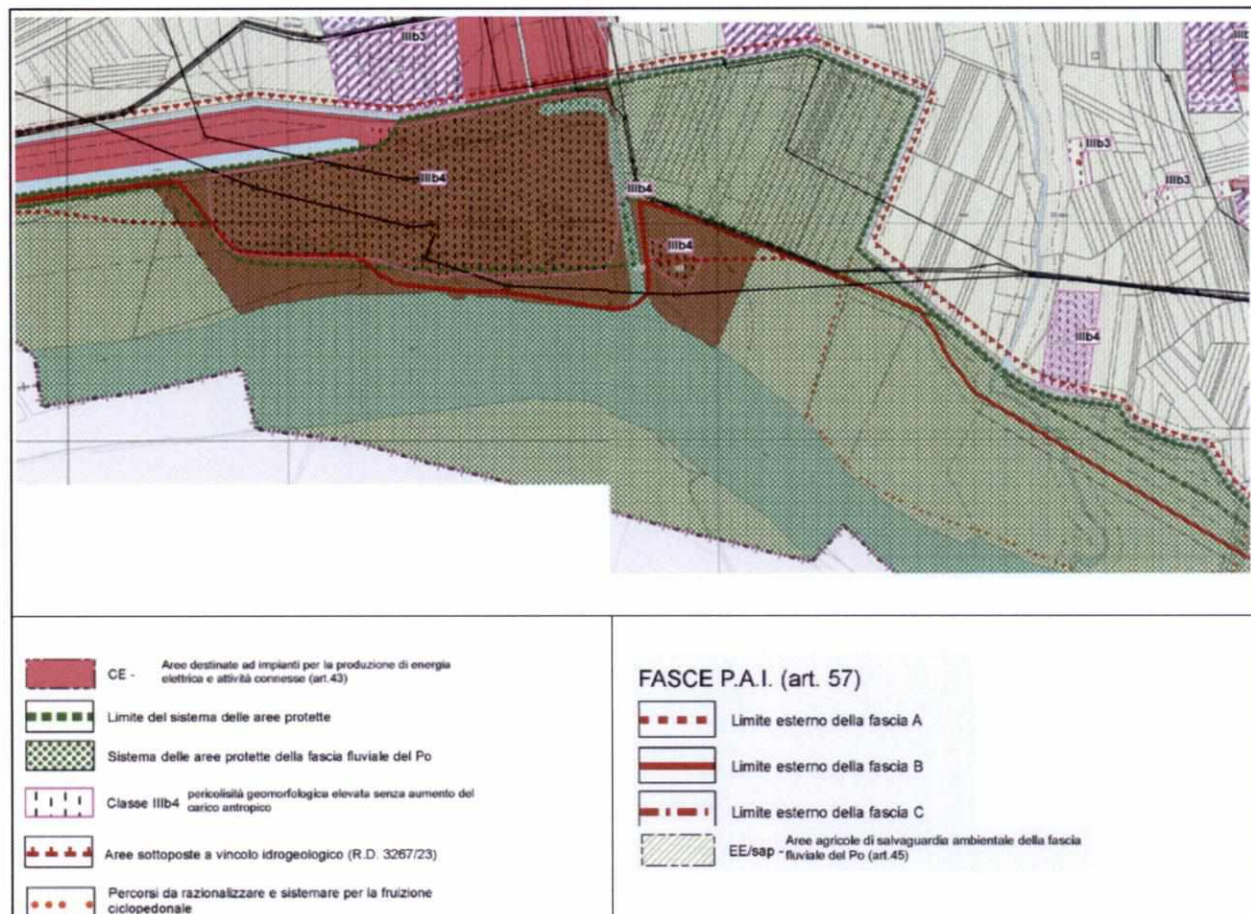 IIIb3
IIIb4
IIIb4
IIIb4
IIIb3
IIIb3
IIIb4
CE - Aree destinate ad impianti per la produzione di energia
elettrica e attività connesse (art.43)
Limite del sistema delle aree protette
Sistema delle aree protette della fascia fluviale del Po
Classe IIIb4 pericolisità geomorfologica elevata senza aumento del
carico antropico
Aree sottoposte a vincolo idrogeologico (R.D. 3267/23)
Percorsi da razionalizzare e sistemare per la fruizione
ciclopedonale
FASCE P.A.I. (art. 57)
Limite esterno della fascia A
Limite esterno della fascia B
Limite esterno della fascia C
EE/sap - Aree agricole di salvaguardia ambientale della fascia
fluviale del Po (art.45)